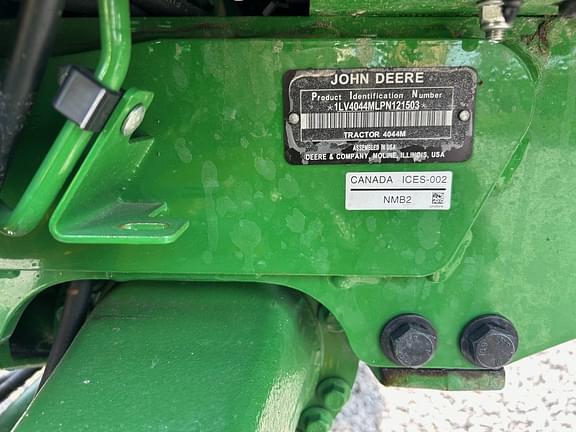 JOHN DEERE
Product Identification Number
*1LV4044MLPN121503*
TRACTOR 4044M
ASSEMBLED IN USA
DEERE & COMPANY, MOLINE, ILLINOIS, USA
CANADA ICES-002
NMB2